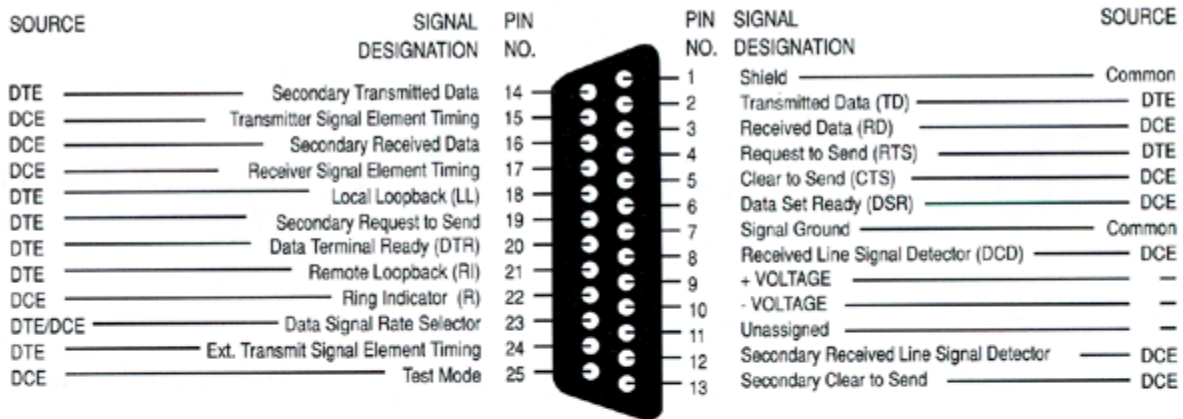 SOURCE SIGNAL DESIGNATION PIN NO.
DTE Secondary Transmitted Data 14
DCE Transmitter Signal Element Timing 15
DCE Secondary Received Data 16
DCE Receiver Signal Element Timing 17
DTE Local Loopback (LL) 18
DTE Secondary Request to Send 19
DTE Data Terminal Ready (DTR) 20
DTE Remote Loopback (RI) 21
DCE Ring Indicator (R) 22
DTE/DCE Data Signal Rate Selector 23
DTE Ext. Transmit Signal Element Timing 24
DCE Test Mode 25
PIN NO. SIGNAL DESIGNATION SOURCE
1 Shield Common
2 Transmitted Data (TD) DTE
3 Received Data (RD) DCE
4 Request to Send (RTS) DTE
5 Clear to Send (CTS) DCE
6 Data Set Ready (DSR) DCE
7 Signal Ground Common
8 Received Line Signal Detector (DCD) DCE
9 + VOLTAGE –
10 - VOLTAGE –
11 Unassigned –
12 Secondary Received Line Signal Detector DCE
13 Secondary Clear to Send DCE